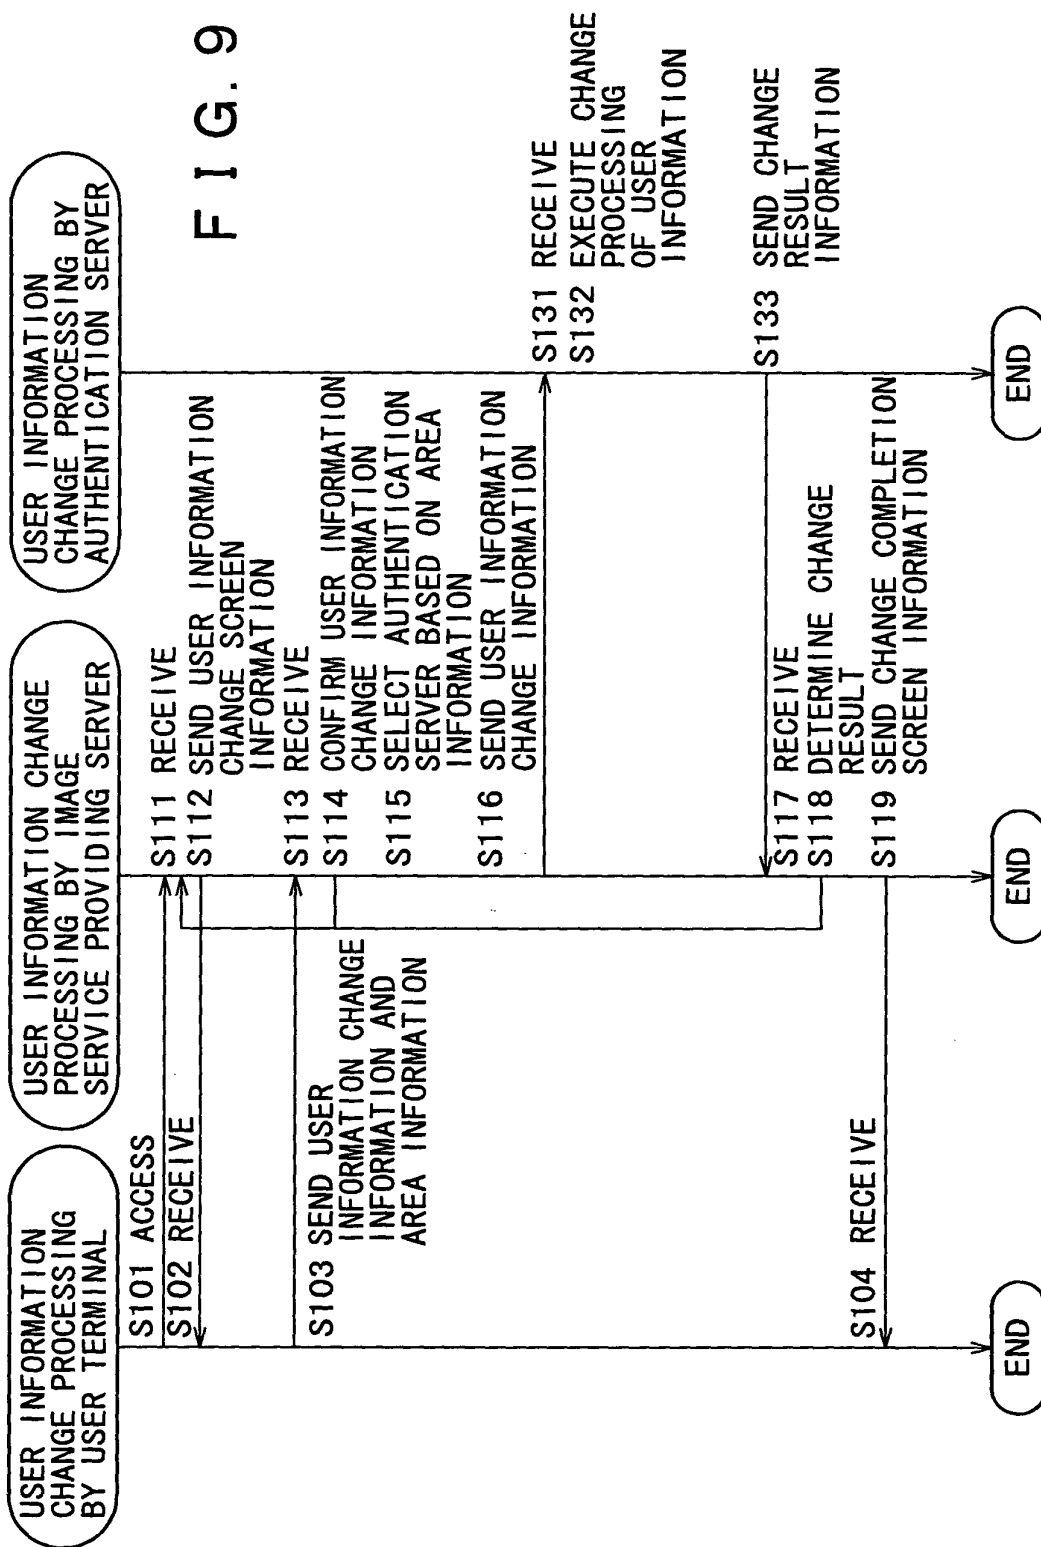 FIG. 9
USER INFORMATION
CHANGE PROCESSING
BY USER TERMINAL
USER INFORMATION CHANGE
PROCESSING BY IMAGE
SERVICE PROVIDING SERVER
USER INFORMATION
CHANGE PROCESSING BY
AUTHENTICATION SERVER
S101 ACCESS
S102 RECEIVE
S103 SEND USER
INFORMATION CHANGE
INFORMATION AND
AREA INFORMATION
S104 RECEIVE
END
S111 RECEIVE
S112 SEND USER INFORMATION
CHANGE SCREEN
INFORMATION
S113 RECEIVE
S114 CONFIRM USER INFORMATION
CHANGE INFORMATION
S115 SELECT AUTHENTICATION
SERVER BASED ON AREA
INFORMATION
S116 SEND USER INFORMATION
CHANGE INFORMATION
S117 RECEIVE
S118 DETERMINE CHANGE
RESULT
S119 SEND CHANGE COMPLETION
SCREEN INFORMATION
END
S131 RECEIVE
S132 EXECUTE CHANGE
PROCESSING
OF USER
INFORMATION
S133 SEND CHANGE
RESULT
INFORMATION
END